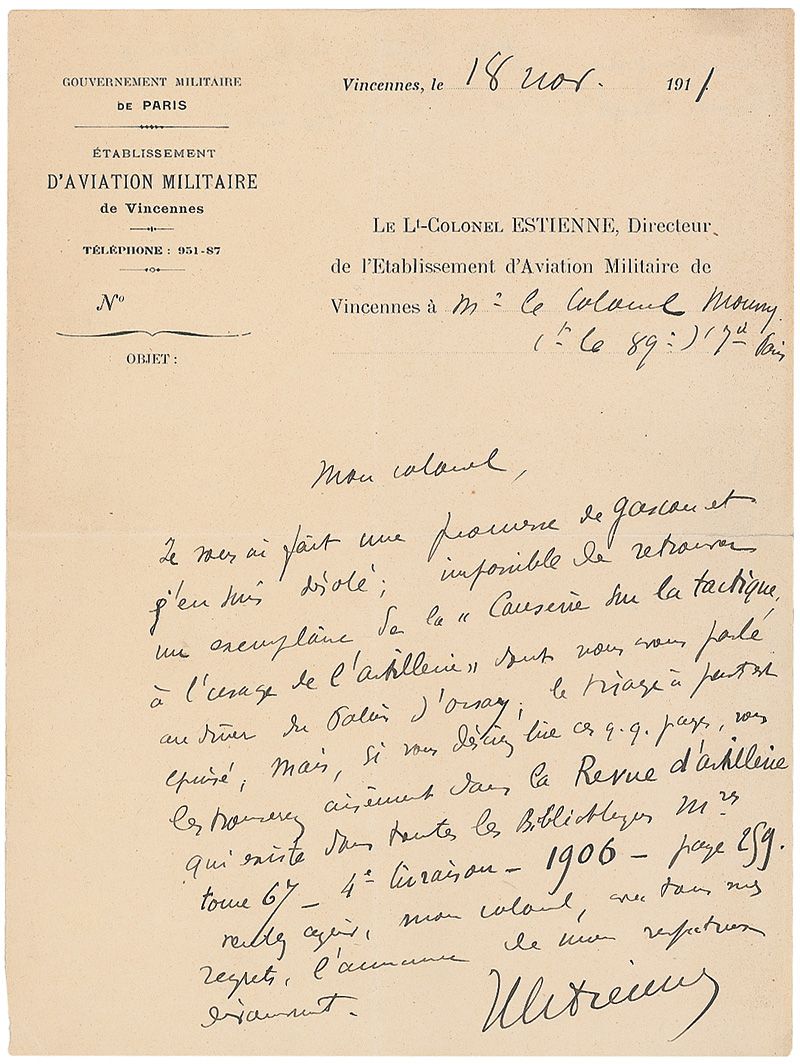 GOUVERNEMENT MILITAIRE
DE PARIS
ÉTABLISSEMENT
D'AVIATION MILITAIRE
de Vincennes
TÉLÉPHONE : 951-87
N°
OBJET :
Vincennes, le 18 nov. 1911
LE Lt-COLONEL ESTIENNE, Directeur
de l'Etablissement d'Aviation Militaire de
Vincennes à Mr le Colonel
le 89e Paris
Mon colonel,
Je vous ai fait une promesse de gascon et
j'en suis désolé ; impossible de retrouver
un exemplaire de la « Causerie sur la tactique,
à l'usage de l'artillerie » dont nous avons parlé
au dîner du Palais d'Orsay ; le tirage à part est
épuisé ; mais, si vous désirez lire ces q.q. pages, vous
les trouverez aisément dans la Revue d'artillerie
qui existe dans toutes les Bibliothèques Mres
tome 67 – 4e livraison – 1906 – page 259.
Veuillez agréer, mon colonel, avec tous mes
regrets, l'assurance de mon respectueux
dévouement.
Estienne